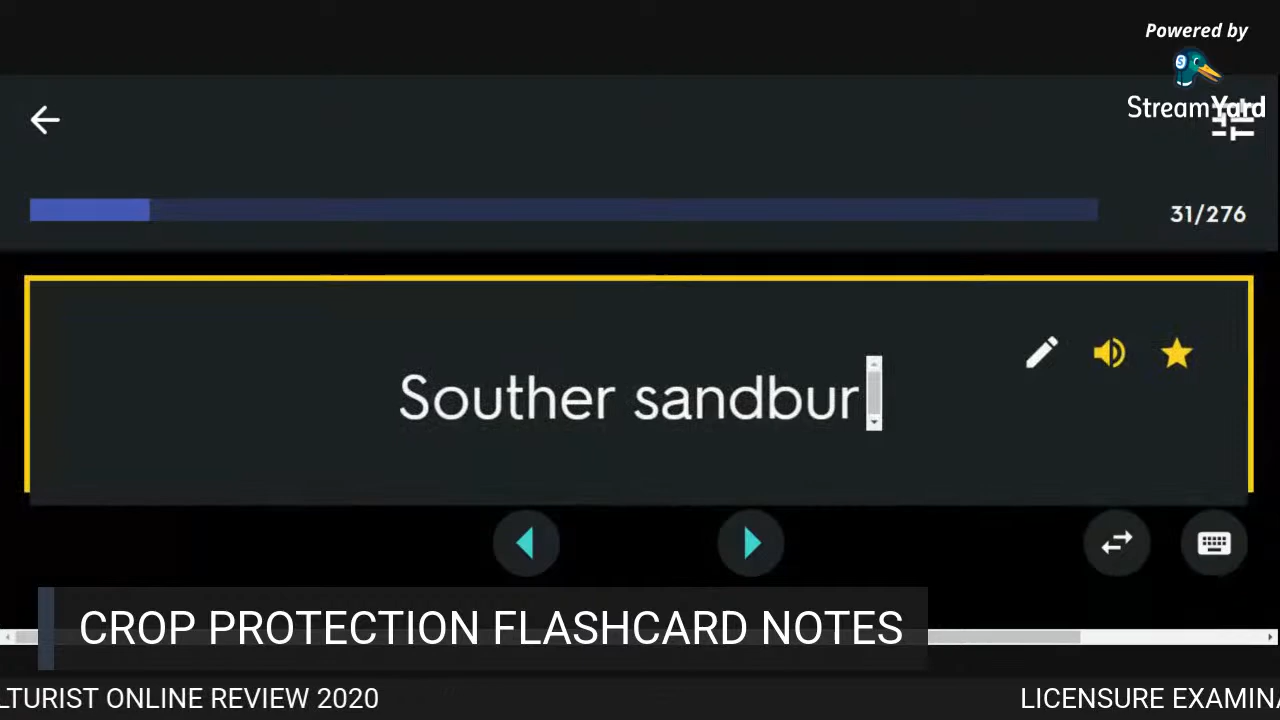 Powered by
StreamYard
31/276
Souther sandbur
CROP PROTECTION FLASHCARD NOTES
LTURIST ONLINE REVIEW 2020
LICENSURE EXAMINA